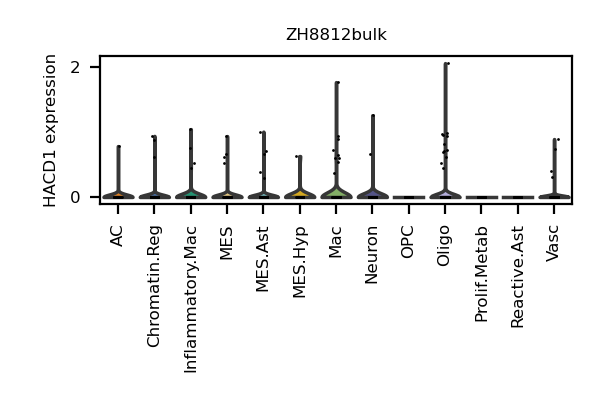 ZH8812bulk
HACD1 expression
2
0
AC
Chromatin.Reg
Inflammatory.Mac
MES
MES.Ast
MES.Hyp
Mac
Neuron
OPC
Oligo
Prolif.Metab
Reactive.Ast
Vasc